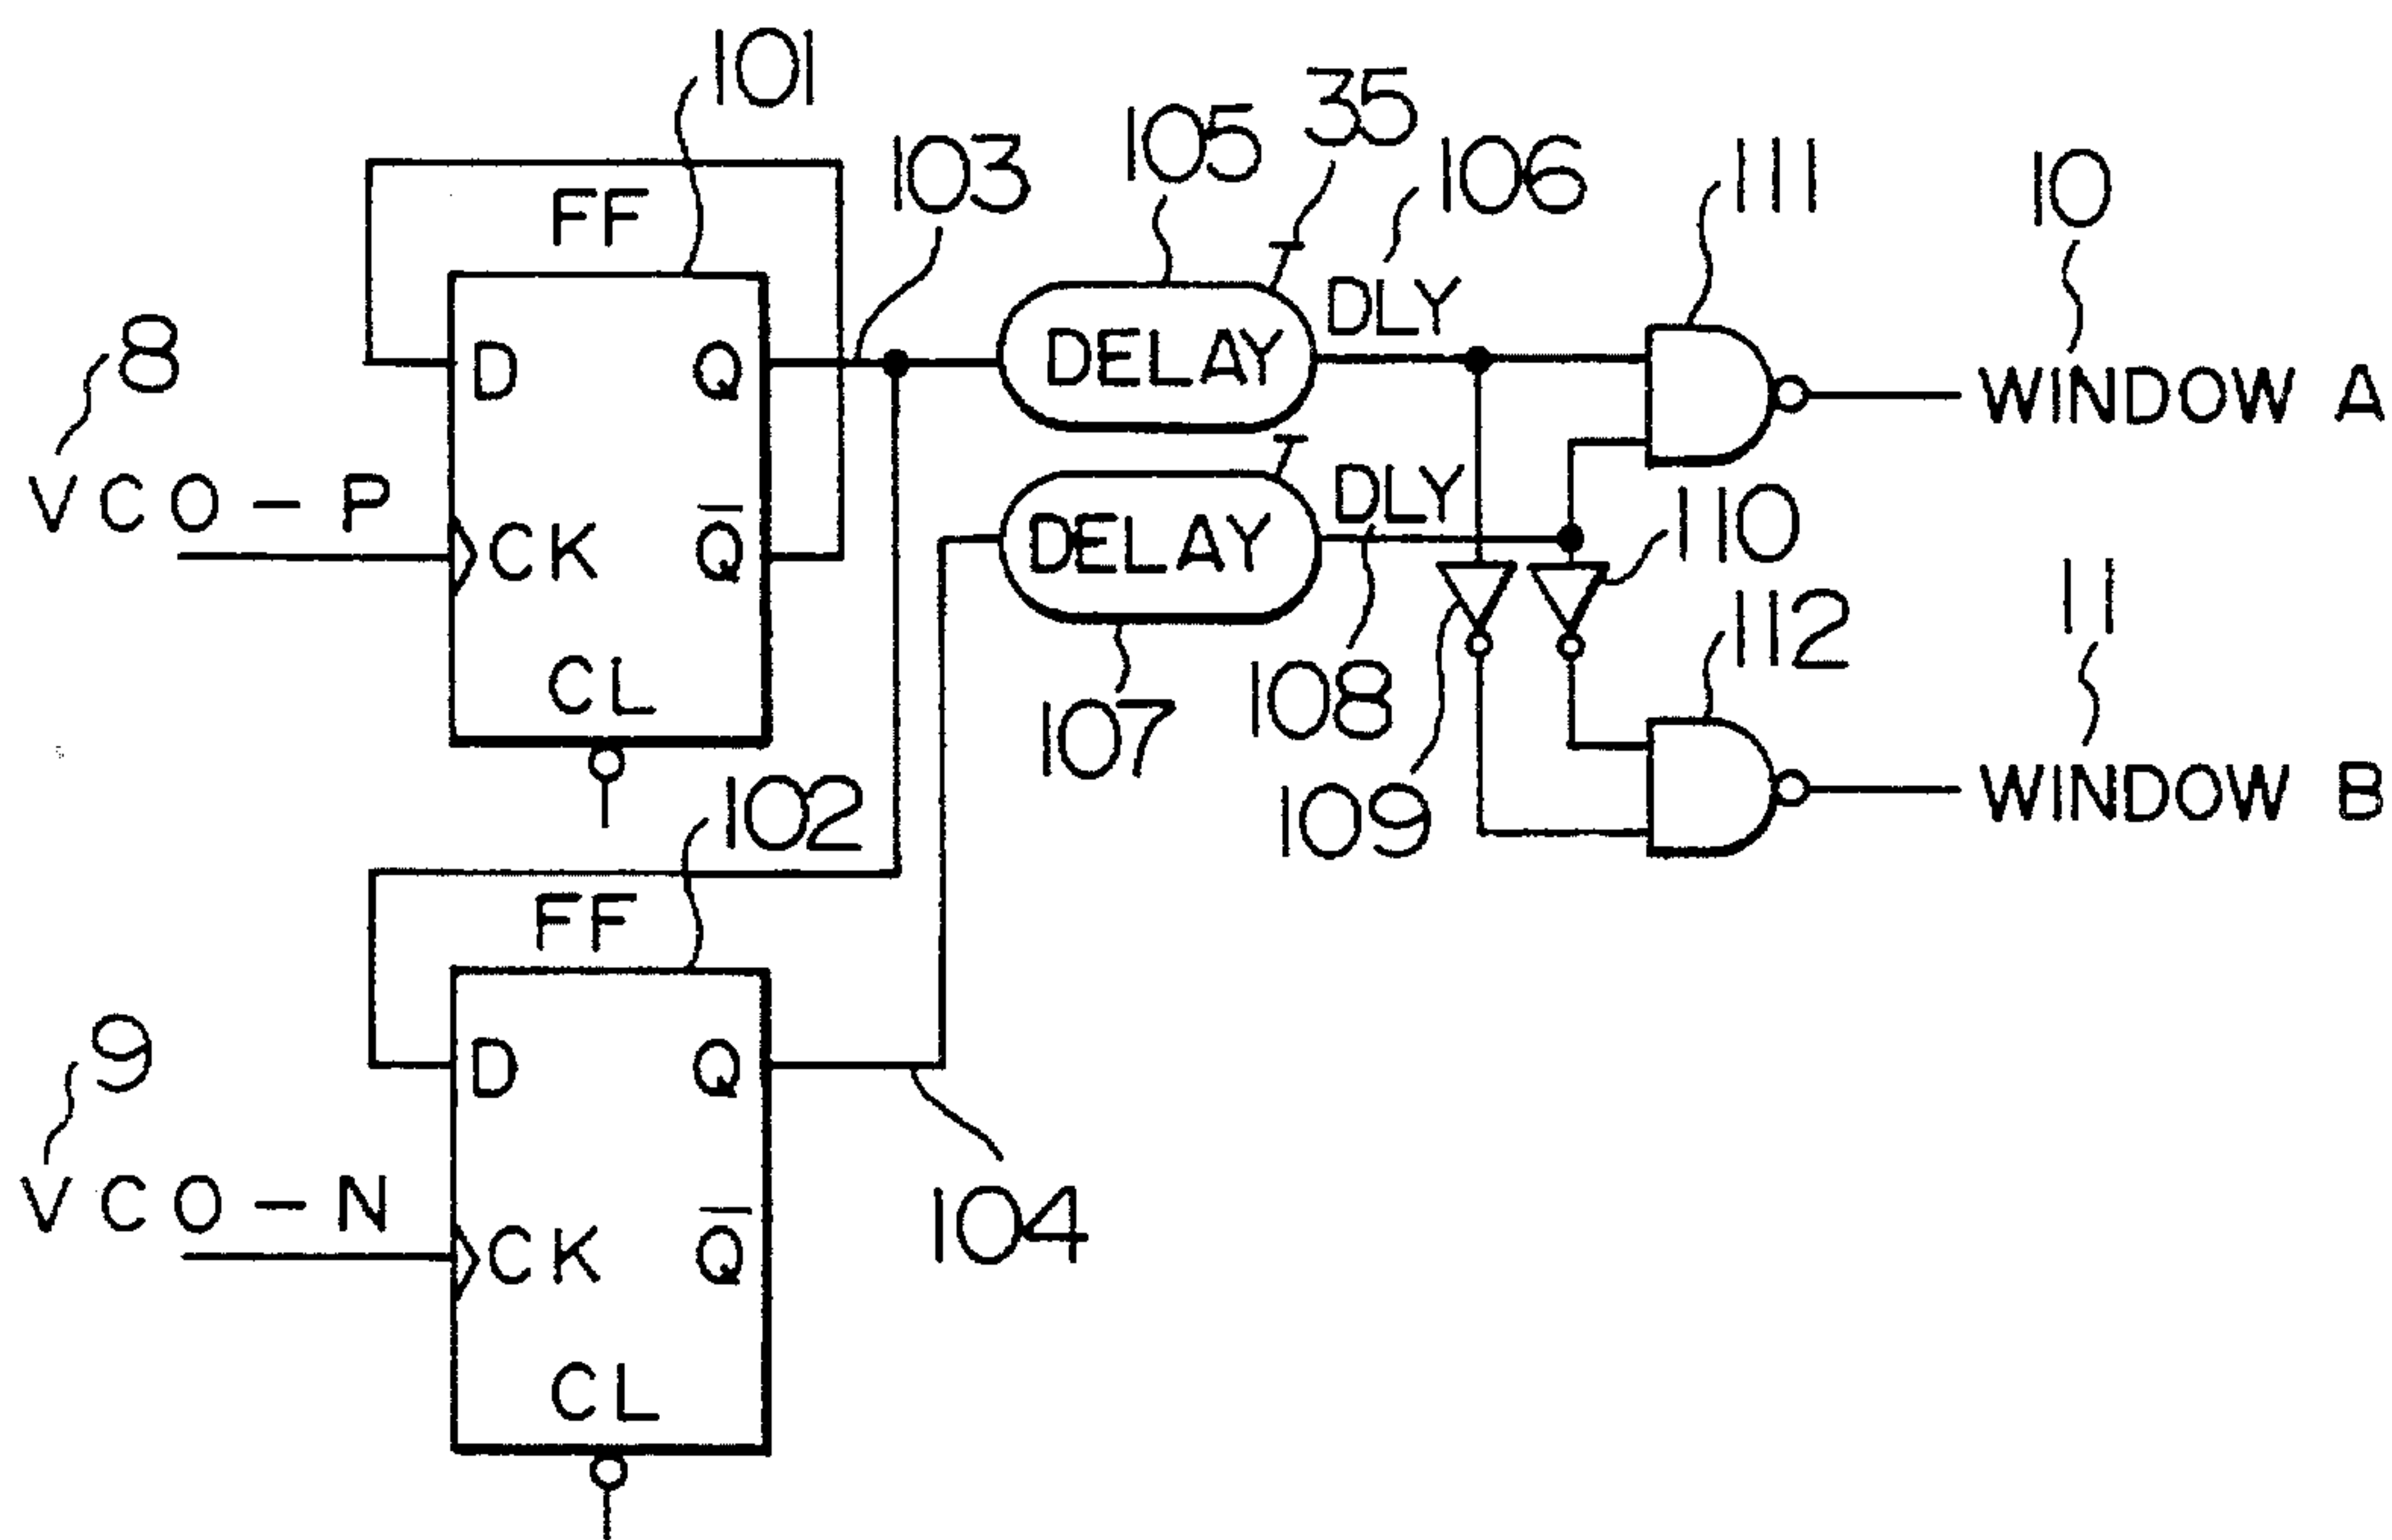 101
103
105
35
106
111
10
FF
DLY
8
D
Q
DELAY
WINDOW A
VCO-P
CK
Q̅
DELAY
DLY
110
11
CL
107
108
112
102
109
WINDOW B
FF
9
D
Q
104
VCO-N
CK
Q̅
CL